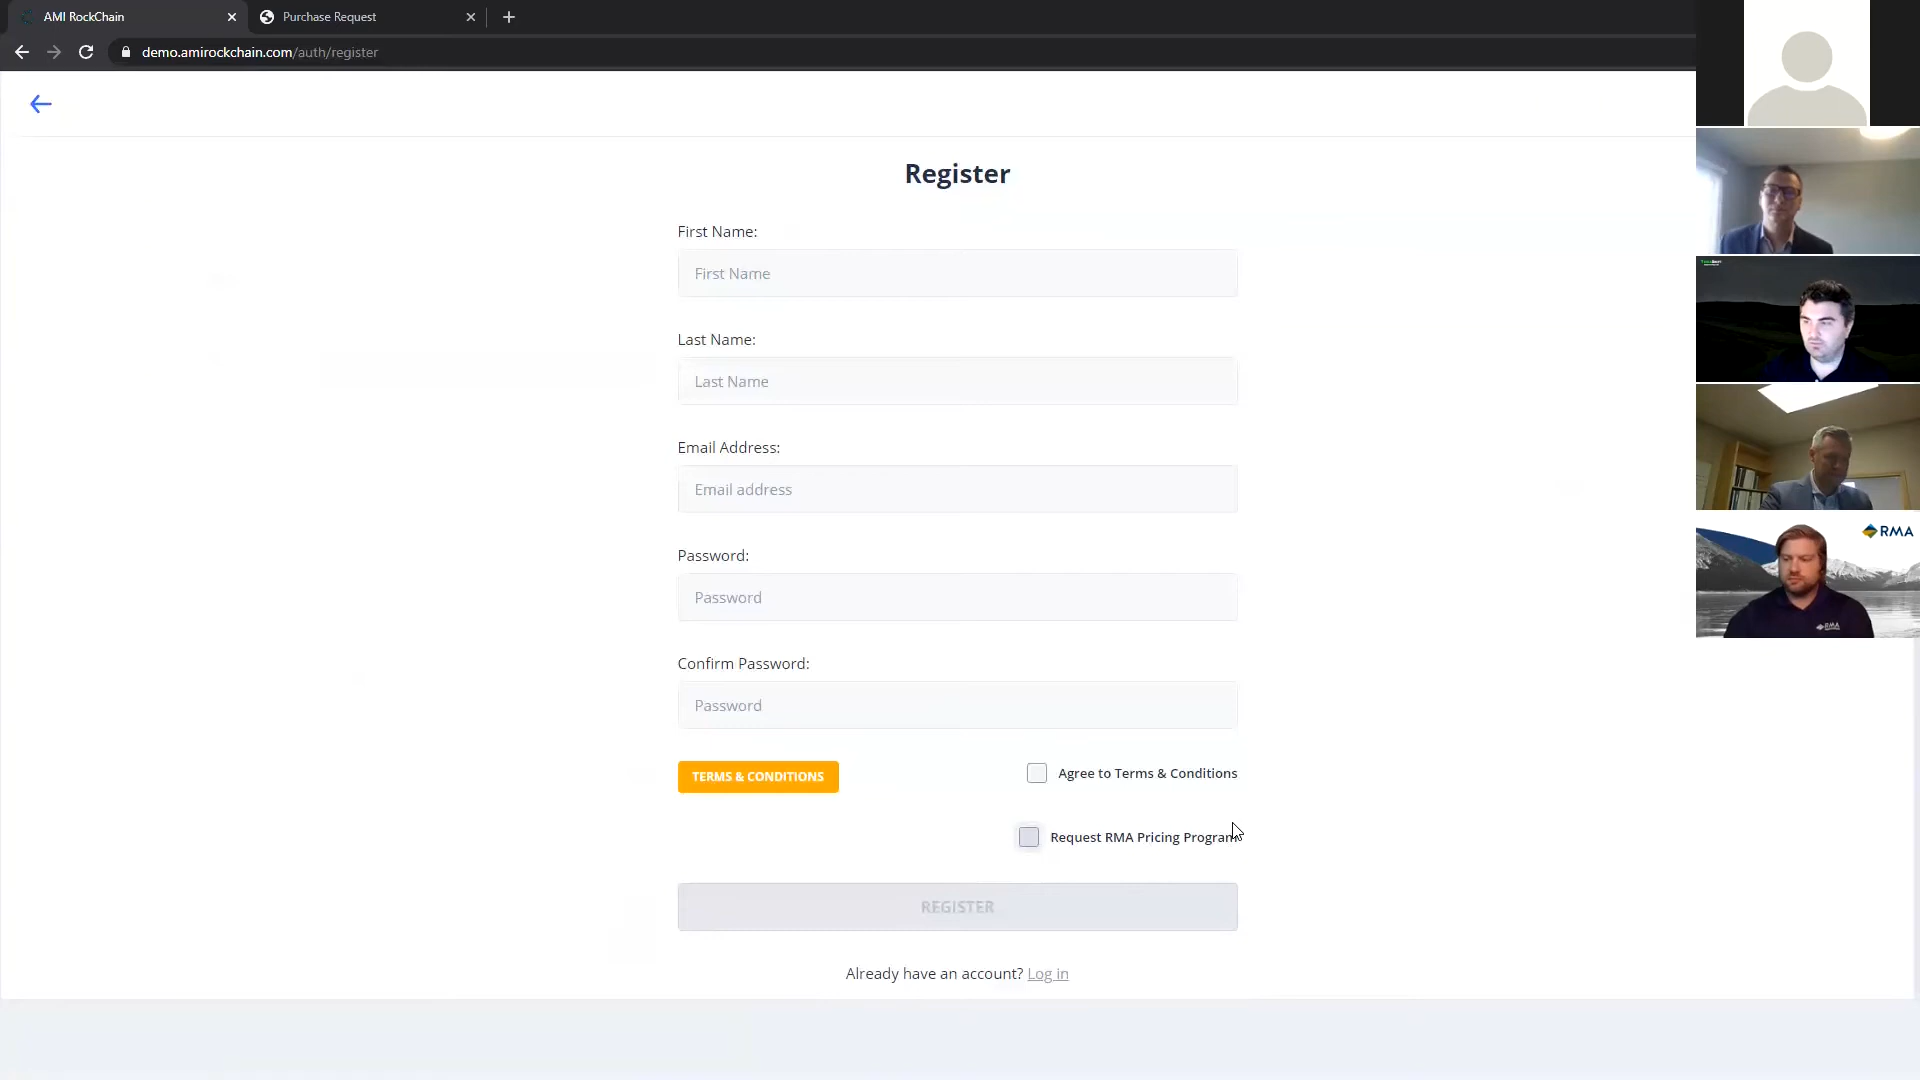 AMI RockChain
Purchase Request
demo.amirockchain.com/auth/register
Register
First Name:
First Name
Last Name:
Last Name
Email Address:
Email address
Password:
Password
Confirm Password:
Password
TERMS & CONDITIONS
Agree to Terms & Conditions
Request RMA Pricing Program
REGISTER
Already have an account? Log in
RMA
RMA